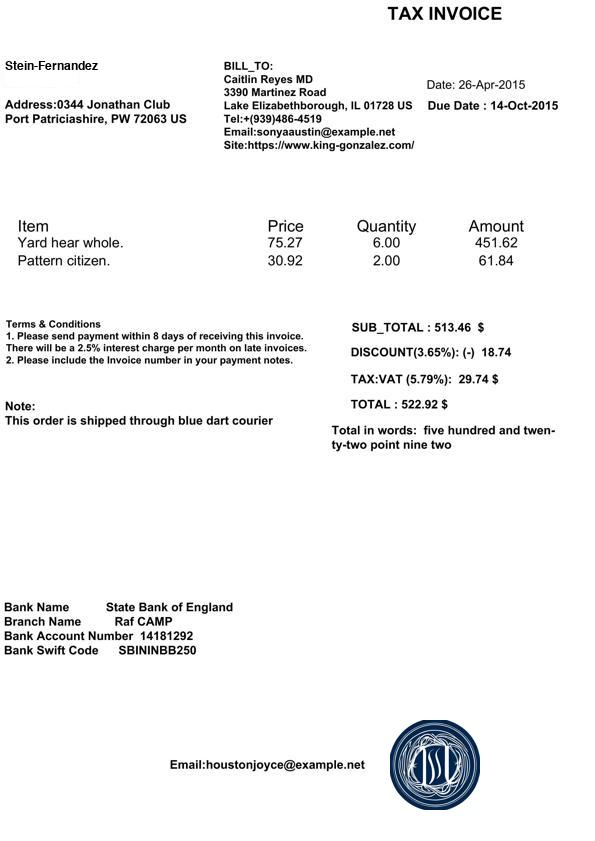 TAX INVOICE
Stein-Fernandez
Address:0344 Jonathan Club
Port Patriciashire, PW 72063 US
BILL_TO:
Caitlin Reyes MD
3390 Martinez Road
Lake Elizabethborough, IL 01728 US
Tel:+(939)486-4519
Email:sonyaaustin@example.net
Site:https://www.king-gonzalez.com/
Date: 26-Apr-2015
Due Date : 14-Oct-2015
Item Price Quantity Amount
Yard hear whole. 75.27 6.00 451.62
Pattern citizen. 30.92 2.00 61.84
Terms & Conditions
1. Please send payment within 8 days of receiving this invoice.
There will be a 2.5% interest charge per month on late invoices.
2. Please include the Invoice number in your payment notes.
Note:
This order is shipped through blue dart courier
SUB_TOTAL : 513.46 $
DISCOUNT(3.65%): (-) 18.74
TAX:VAT (5.79%): 29.74 $
TOTAL : 522.92 $
Total in words: five hundred and twen-
ty-two point nine two
Bank Name State Bank of England
Branch Name Raf CAMP
Bank Account Number 14181292
Bank Swift Code SBININBB250
Email:houstonjoyce@example.net